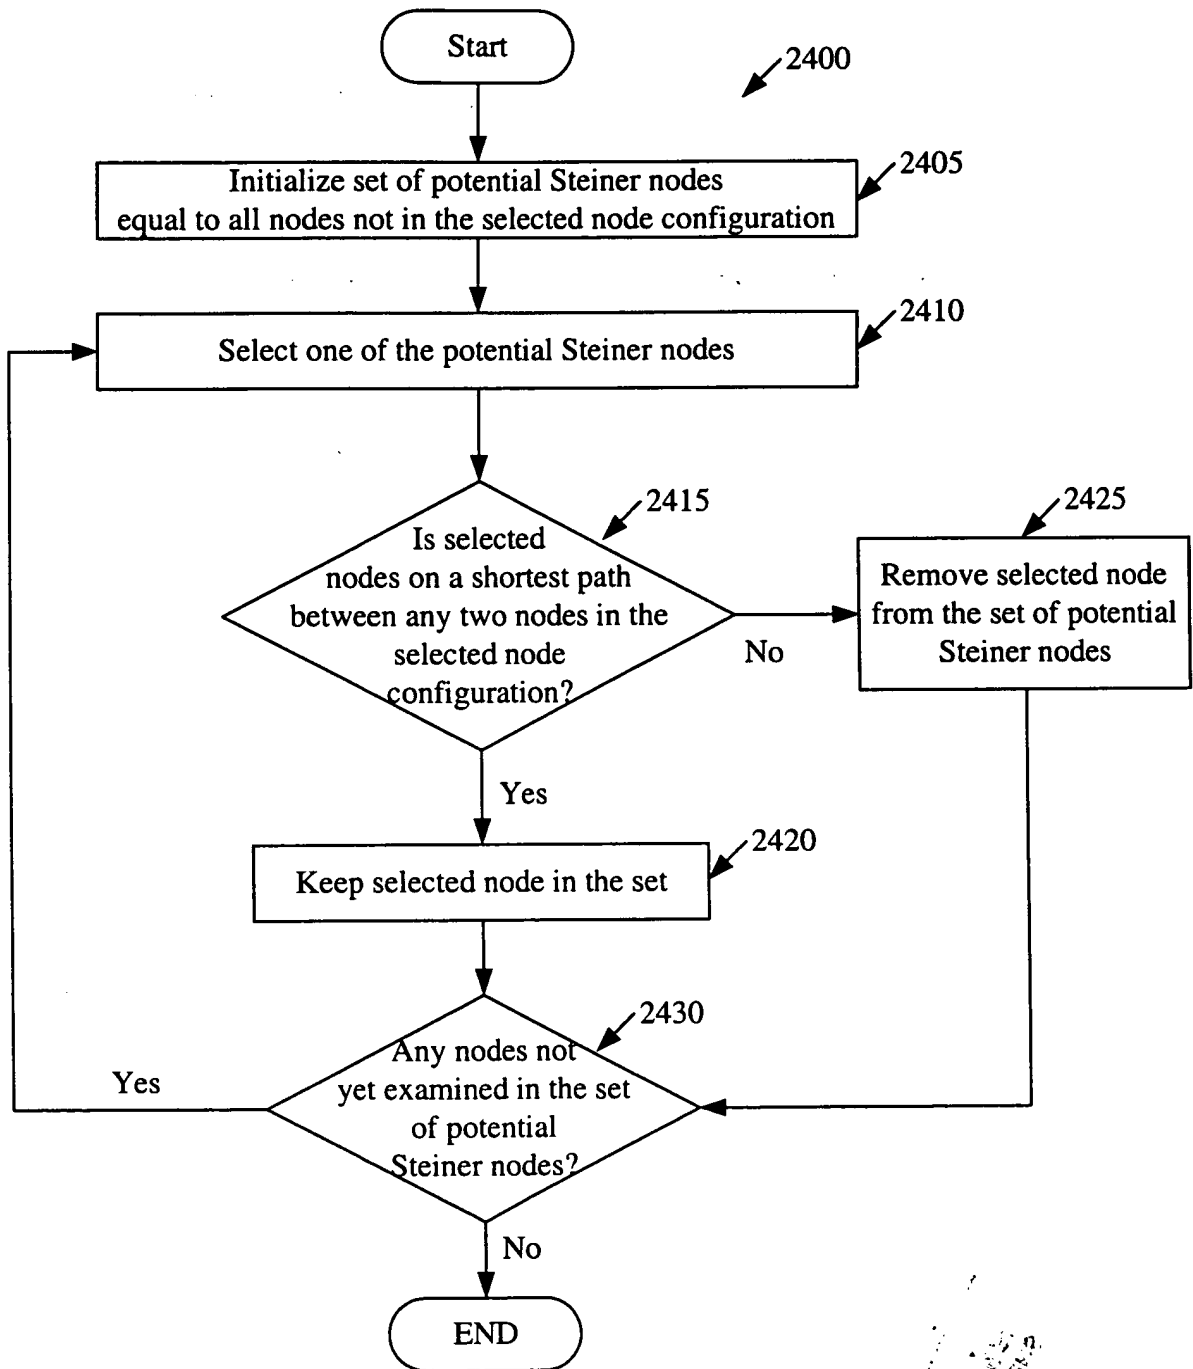 Start
2400
2405
Initialize set of potential Steiner nodes
equal to all nodes not in the selected node configuration
2410
Select one of the potential Steiner nodes
2415
Is selected
nodes on a shortest path
between any two nodes in the
selected node
configuration?
No
2425
Remove selected node
from the set of potential
Steiner nodes
Yes
2420
Keep selected node in the set
2430
Any nodes not
yet examined in the set
of potential
Steiner nodes?
Yes
No
END